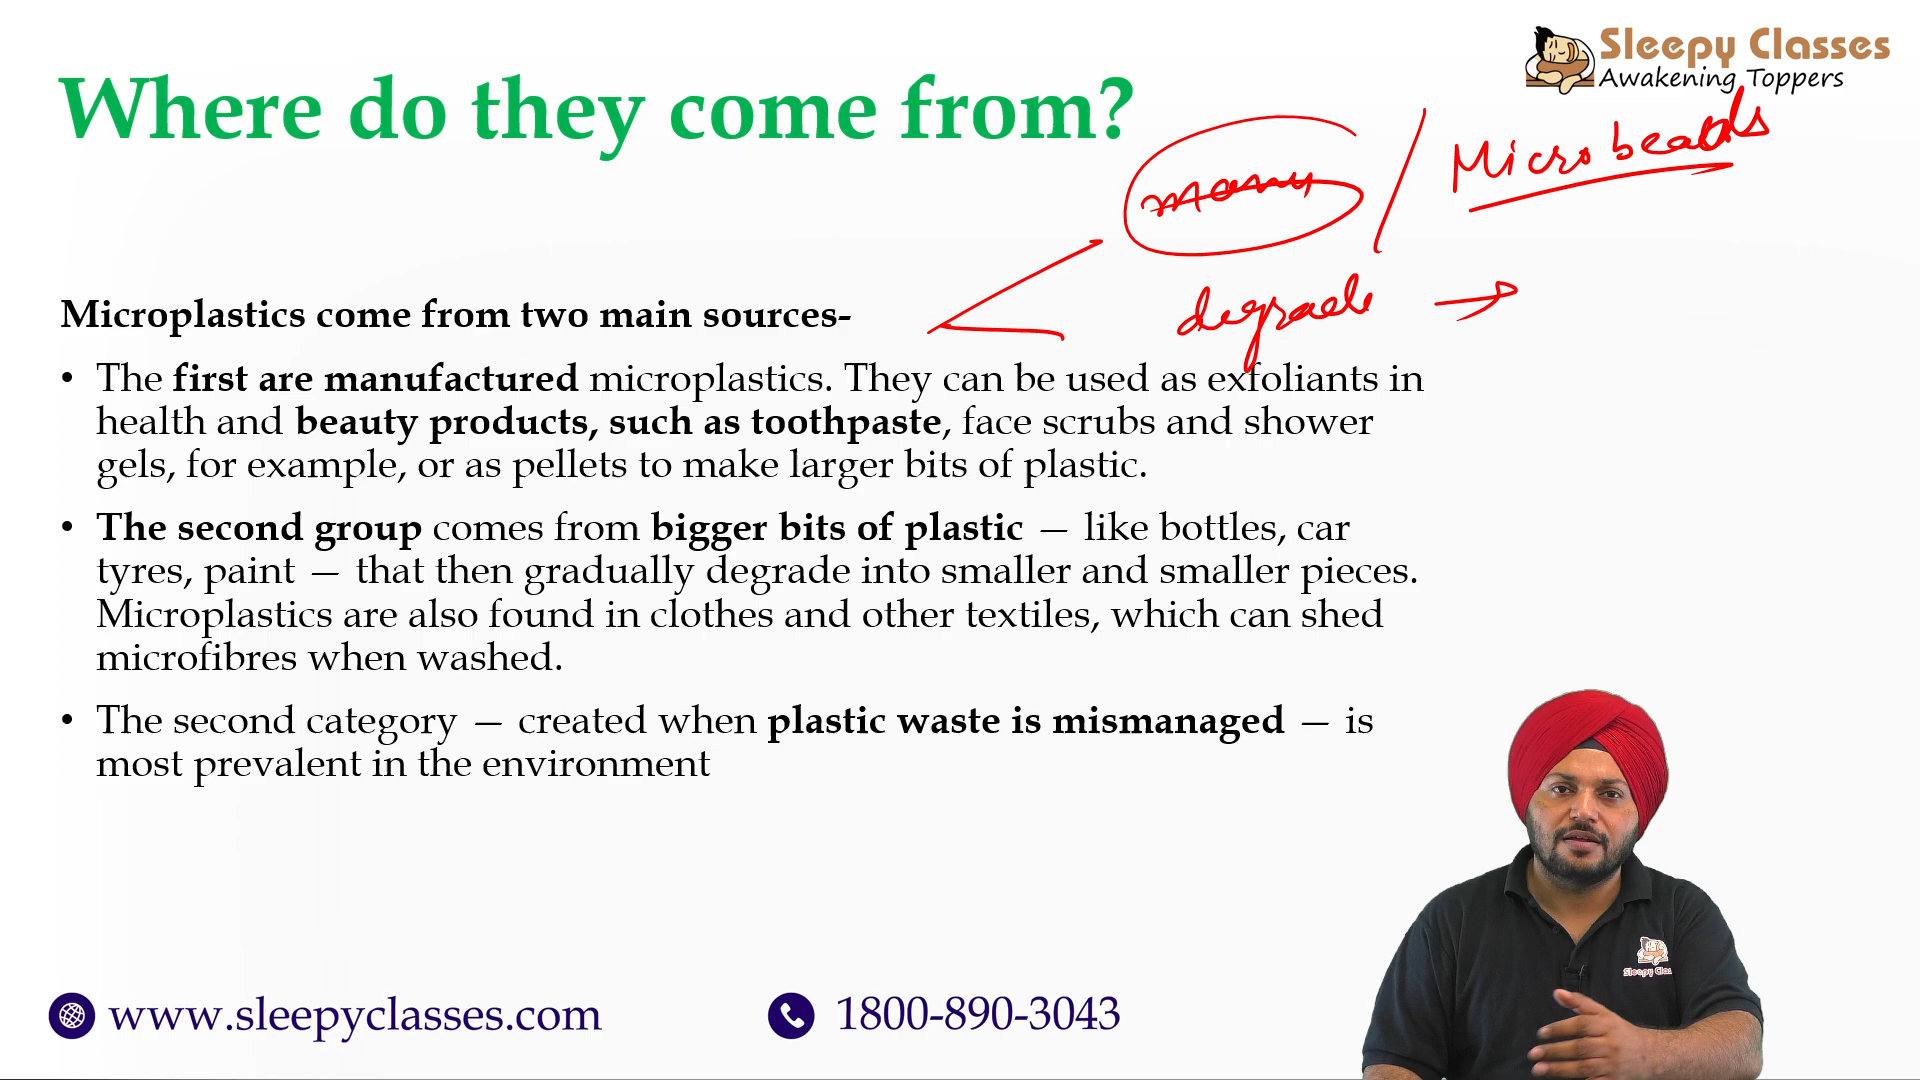 Sleepy Classes
Awakening Toppers
Where do they come from?
Microbeads
degrade
Microplastics come from two main sources-
• The first are manufactured microplastics. They can be used as exfoliants in
health and beauty products, such as toothpaste, face scrubs and shower
gels, for example, or as pellets to make larger bits of plastic.
• The second group comes from bigger bits of plastic — like bottles, car
tyres, paint — that then gradually degrade into smaller and smaller pieces.
Microplastics are also found in clothes and other textiles, which can shed
microfibres when washed.
• The second category — created when plastic waste is mismanaged — is
most prevalent in the environment
www.sleepyclasses.com
1800-890-3043